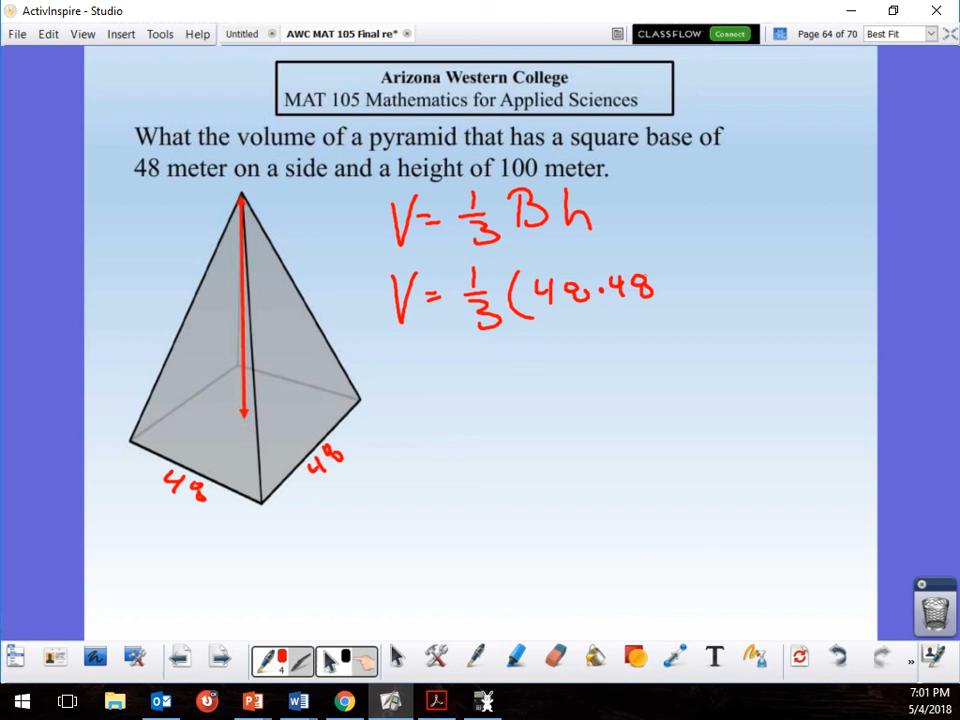 ActivInspire - Studio
File Edit View Insert Tools Help Untitled AWC MAT 105 Final re* CLASSFLOW Connect Page 64 of 70 Best Fit
Arizona Western College
MAT 105 Mathematics for Applied Sciences
What the volume of a pyramid that has a square base of
48 meter on a side and a height of 100 meter.
V = 1/3 B h
V = 1/3 (48·48
48
48
4
T
7:01 PM
5/4/2018